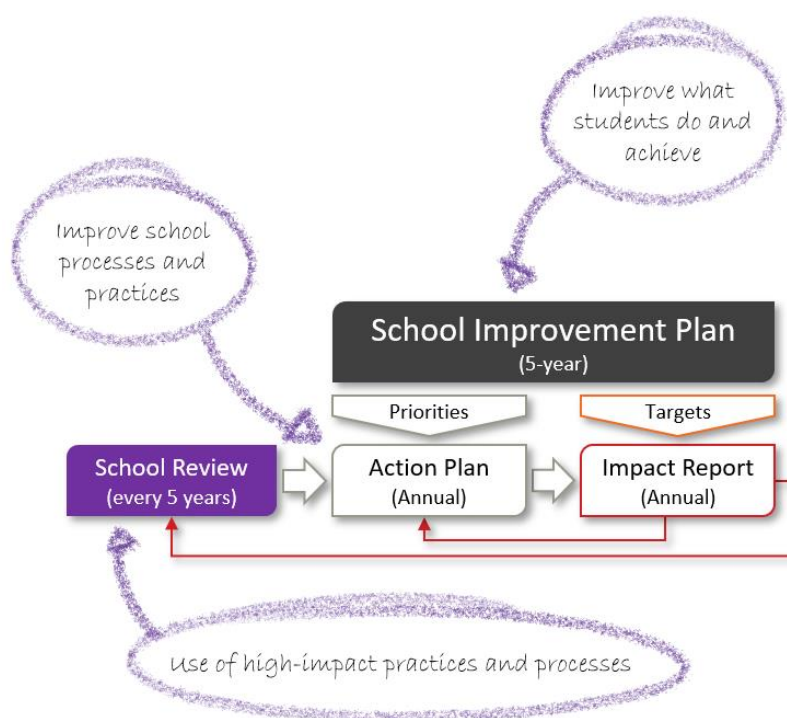 Improve what
students do and
achieve
Improve school
processes and
practices
School Improvement Plan
(5-year)
Priorities
Targets
School Review
(every 5 years)
Action Plan
(Annual)
Impact Report
(Annual)
Use of high-impact practices and processes